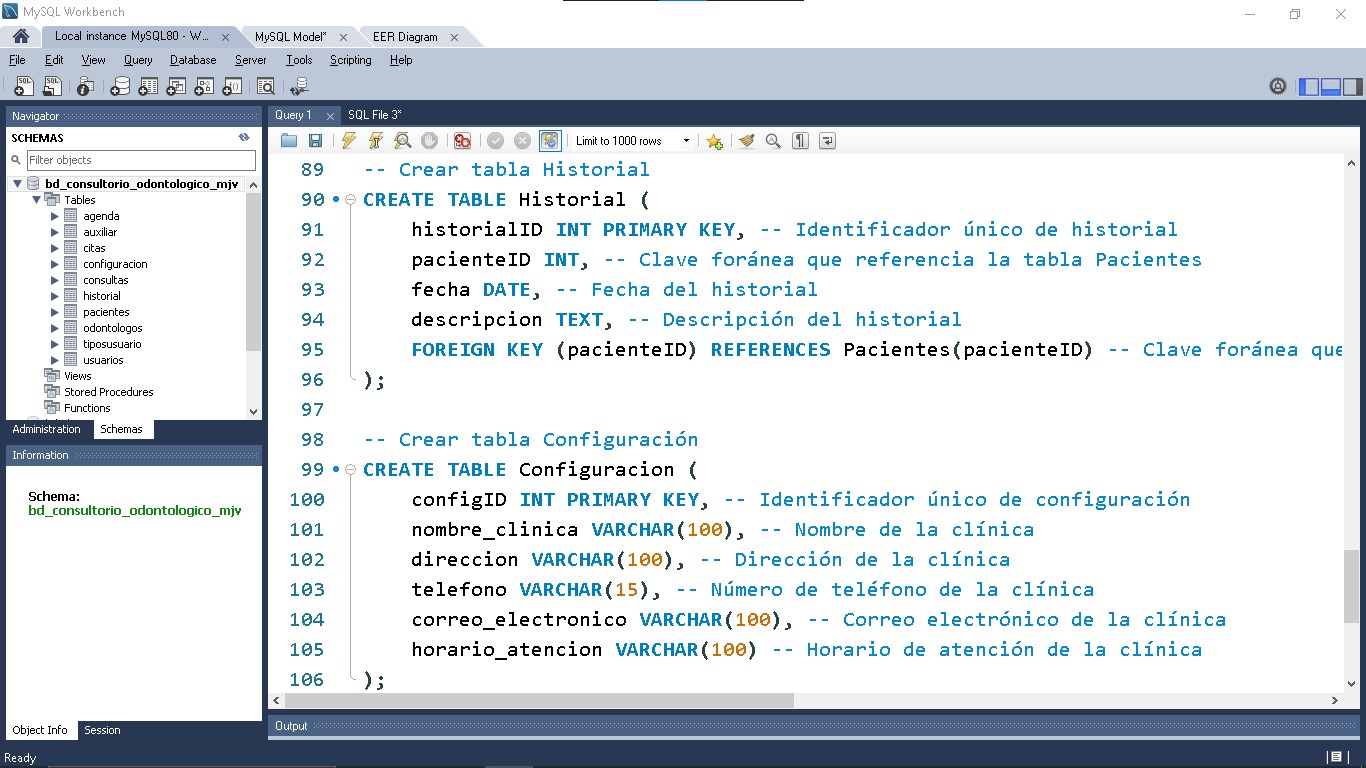 MySQL Workbench
Local instance MySQL80 - W... MySQL Model* EER Diagram
File Edit View Query Database Server Tools Scripting Help
Navigator
SCHEMAS
Filter objects
bd_consultorio_odontologico_mjv
Tables
agenda
auxiliar
citas
configuracion
consultas
historial
pacientes
odontologos
tiposusuario
usuarios
Views
Stored Procedures
Functions
Administration Schemas
Information
Schema:
bd_consultorio_odontologico_mjv
Object Info Session
Query 1 SQL File 3*
Limit to 1000 rows
89 -- Crear tabla Historial
90 CREATE TABLE Historial (
91 historialID INT PRIMARY KEY, -- Identificador único de historial
92 pacienteID INT, -- Clave foránea que referencia la tabla Pacientes
93 fecha DATE, -- Fecha del historial
94 descripcion TEXT, -- Descripción del historial
95 FOREIGN KEY (pacienteID) REFERENCES Pacientes(pacienteID) -- Clave foránea que
96 );
97
98 -- Crear tabla Configuración
99 CREATE TABLE Configuracion (
100 configID INT PRIMARY KEY, -- Identificador único de configuración
101 nombre_clinica VARCHAR(100), -- Nombre de la clínica
102 direccion VARCHAR(100), -- Dirección de la clínica
103 telefono VARCHAR(15), -- Número de teléfono de la clínica
104 correo_electronico VARCHAR(100), -- Correo electrónico de la clínica
105 horario_atencion VARCHAR(100) -- Horario de atención de la clínica
106 );
Output
Ready